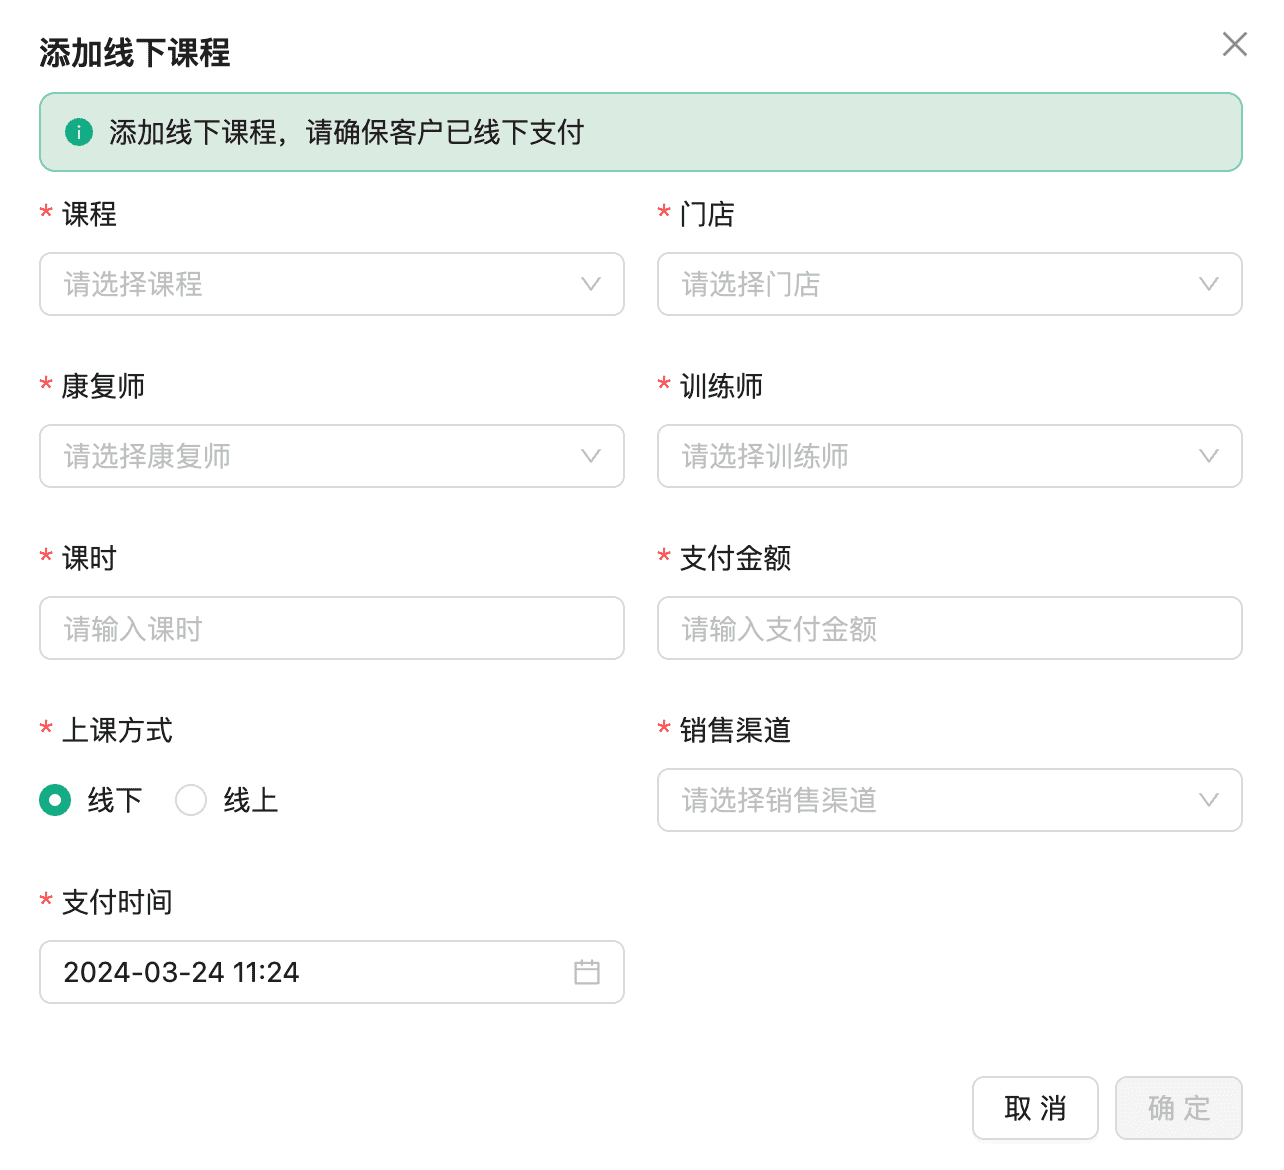 添加线下课程
添加线下课程，请确保客户已线下支付
* 课程
请选择课程
* 门店
请选择门店
* 康复师
请选择康复师
* 训练师
请选择训练师
* 课时
请输入课时
* 支付金额
请输入支付金额
* 上课方式
线下 线上
* 销售渠道
请选择销售渠道
* 支付时间
2024-03-24 11:24
取 消 确 定